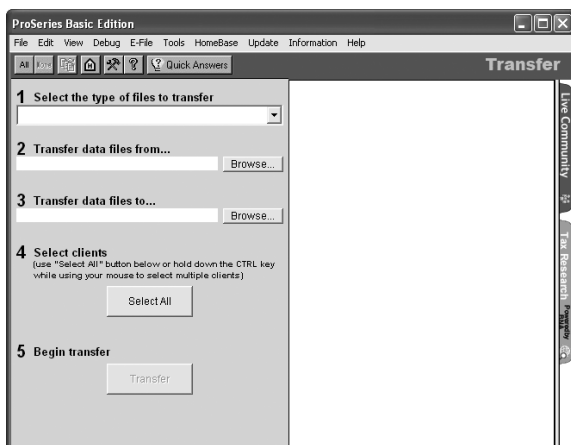 ProSeries Basic Edition
File Edit View Debug E-File Tools HomeBase Update Information Help
All None Quick Answers
Transfer
1 Select the type of files to transfer
2 Transfer data files from...
Browse...
3 Transfer data files to...
Browse...
4 Select clients
(use "Select All" button below or hold down the CTRL key
while using your mouse to select multiple clients)
Select All
5 Begin transfer
Transfer
Live Community
Tax Research
Powered by